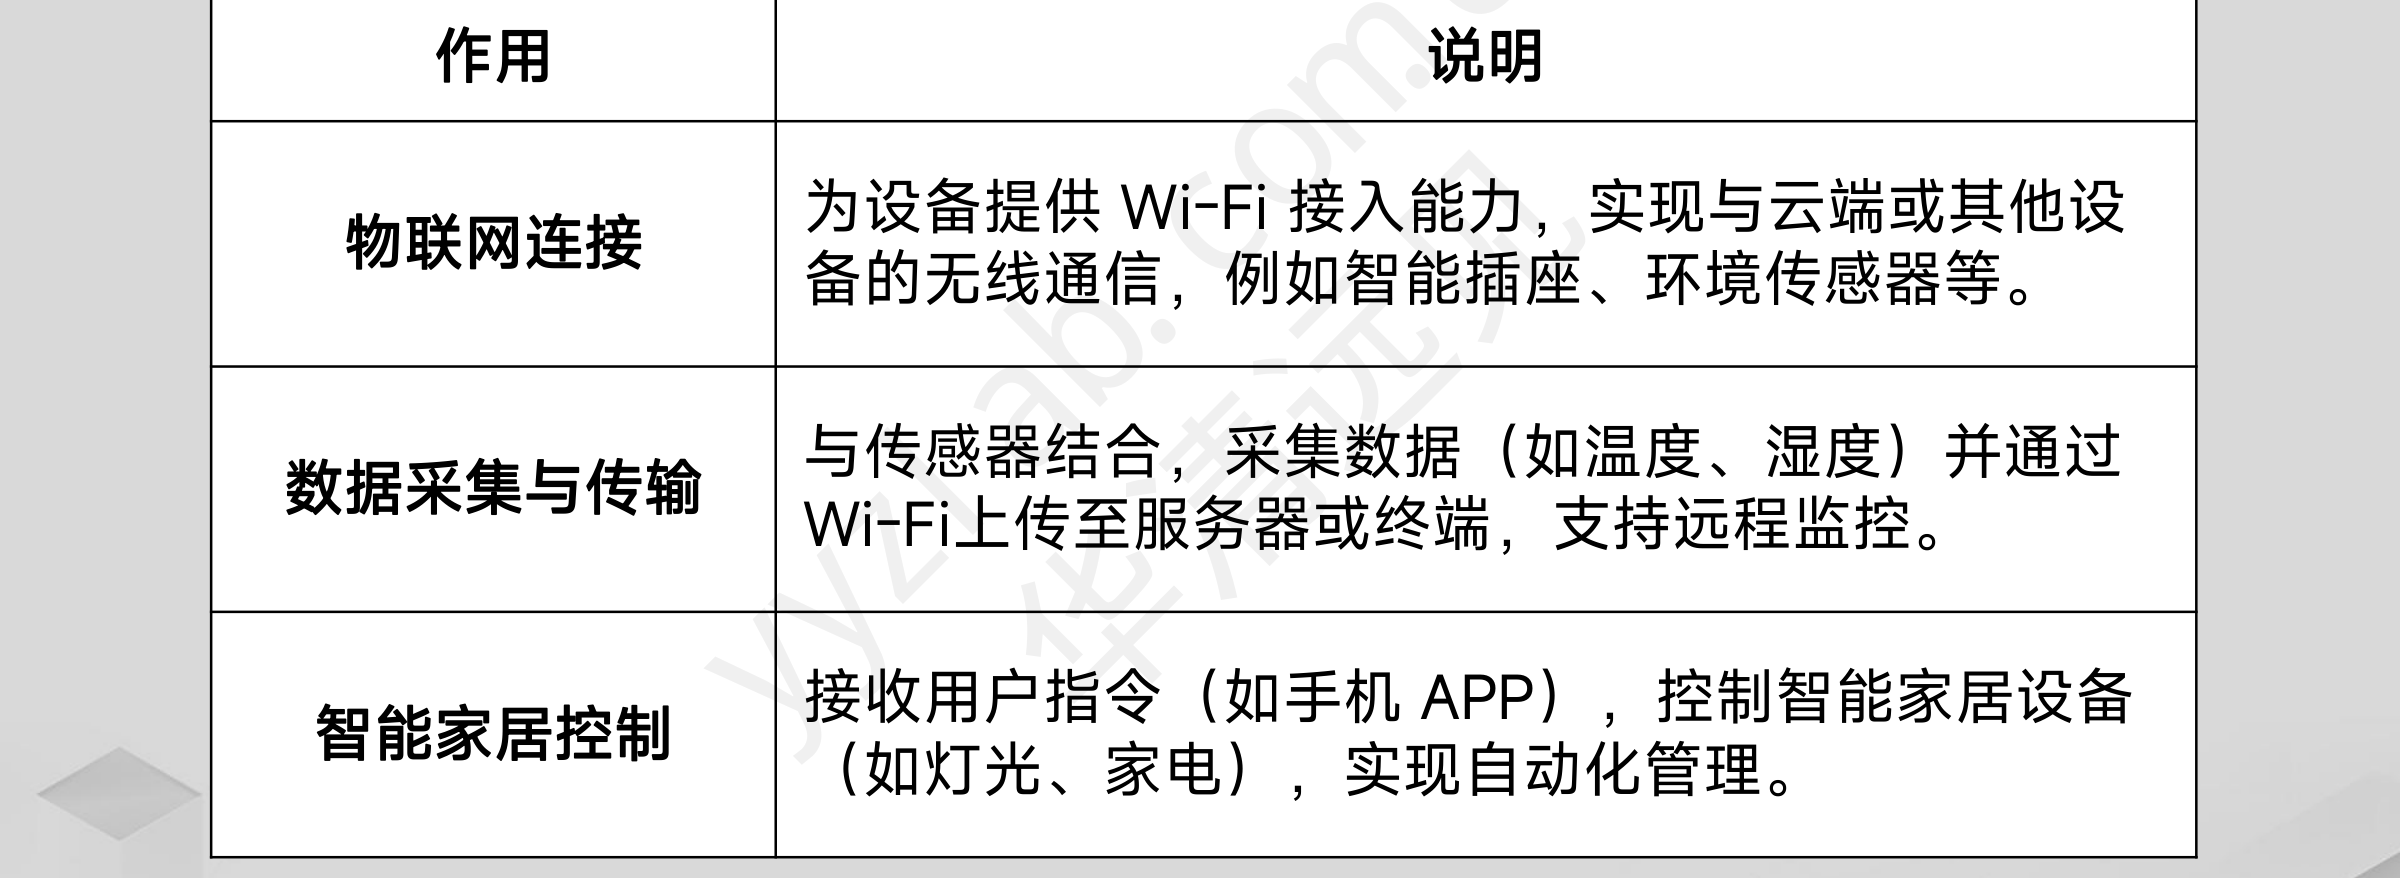 作用
说明
物联网连接
为设备提供 Wi-Fi 接入能力，实现与云端或其他设
备的无线通信，例如智能插座、环境传感器等。
数据采集与传输
与传感器结合，采集数据（如温度、湿度）并通过
Wi-Fi上传至服务器或终端，支持远程监控。
智能家居控制
接收用户指令（如手机 APP），控制智能家居设备
（如灯光、家电），实现自动化管理。
华清远见